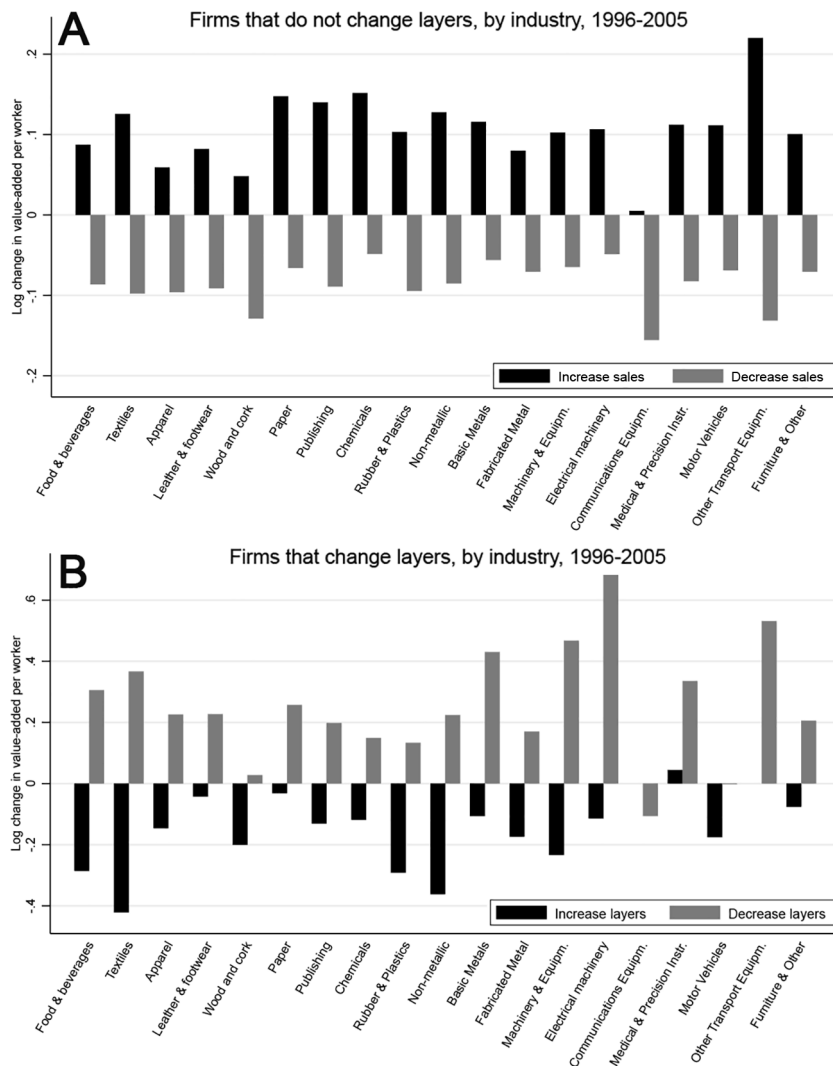 A
Firms that do not change layers, by industry, 1996-2005
Log change in value-added per worker
.2
.1
0
-.1
-.2
Increase sales
Decrease sales
Food & beverages
Textiles
Apparel
Leather & footwear
Wood and cork
Paper
Publishing
Chemicals
Rubber & Plastics
Non-metallic
Basic Metals
Fabricated Metal
Machinery & Equipm.
Electrical machinery
Communications Equipm.
Medical & Precision Instr.
Motor Vehicles
Other Transport Equipm.
Furniture & Other
B
Firms that change layers, by industry, 1996-2005
Log change in value-added per worker
.6
.4
.2
0
-.2
-.4
Increase layers
Decrease layers
Food & beverages
Textiles
Apparel
Leather & footwear
Wood and cork
Paper
Publishing
Chemicals
Rubber & Plastics
Non-metallic
Basic Metals
Fabricated Metal
Machinery & Equipm.
Electrical machinery
Communications Equipm.
Medical & Precision Instr.
Motor Vehicles
Other Transport Equipm.
Furniture & Other